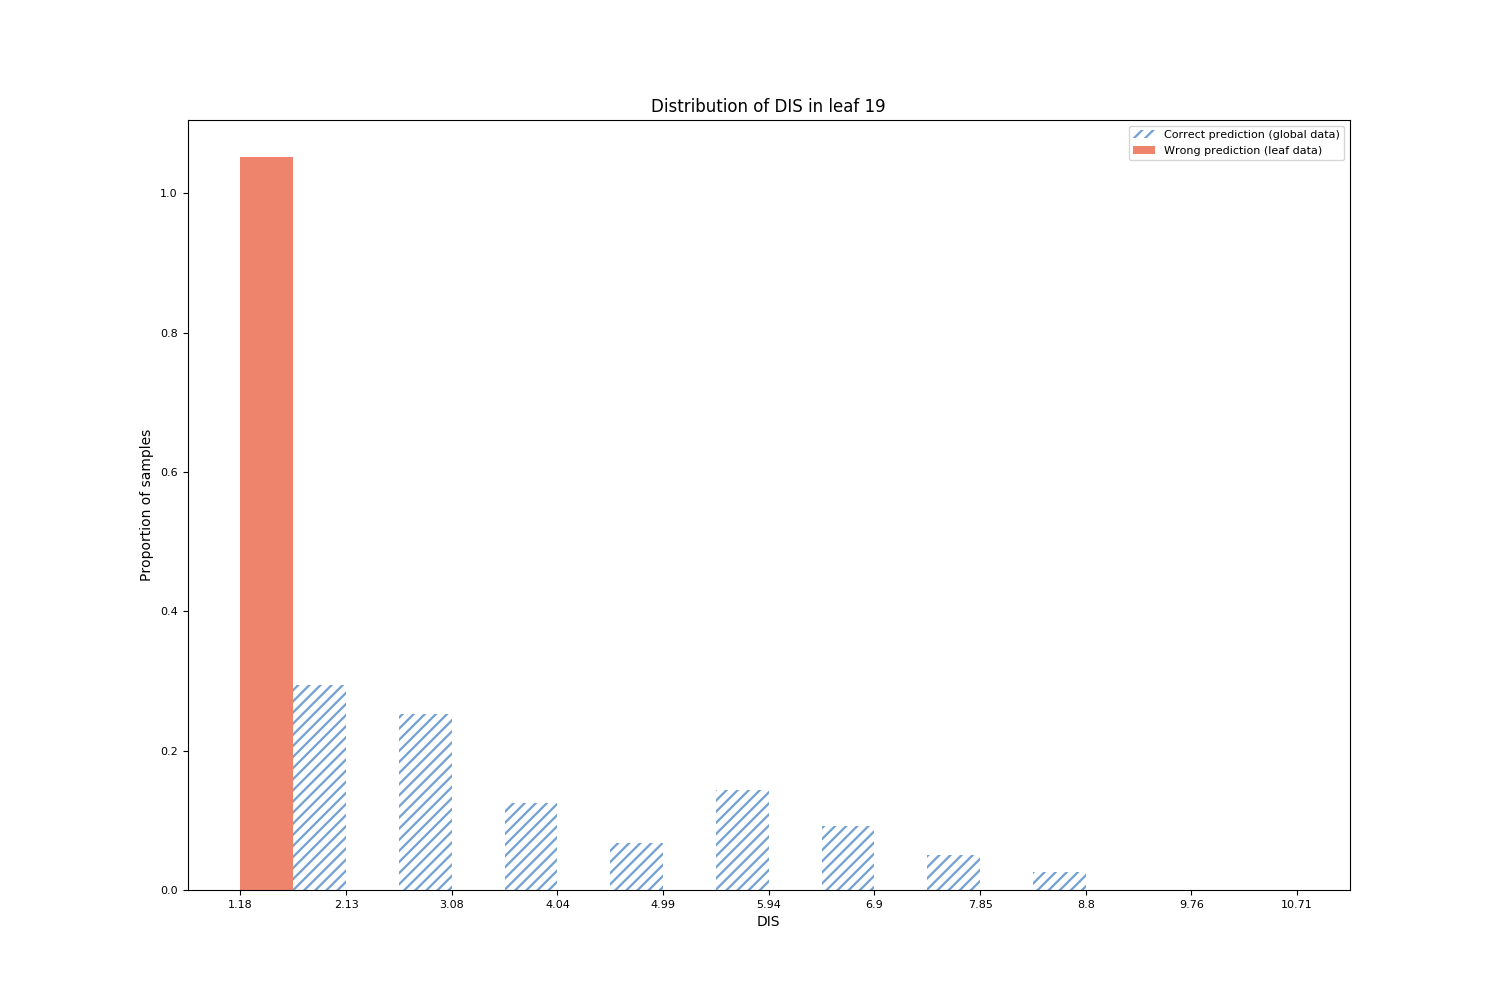 Distribution of DIS in leaf 19
Correct prediction (global data)
Wrong prediction (leaf data)
Proportion of samples
1.0
0.8
0.6
0.4
0.2
0.0
1.18 2.13 3.08 4.04 4.99 5.94 6.9 7.85 8.8 9.76 10.71
DIS